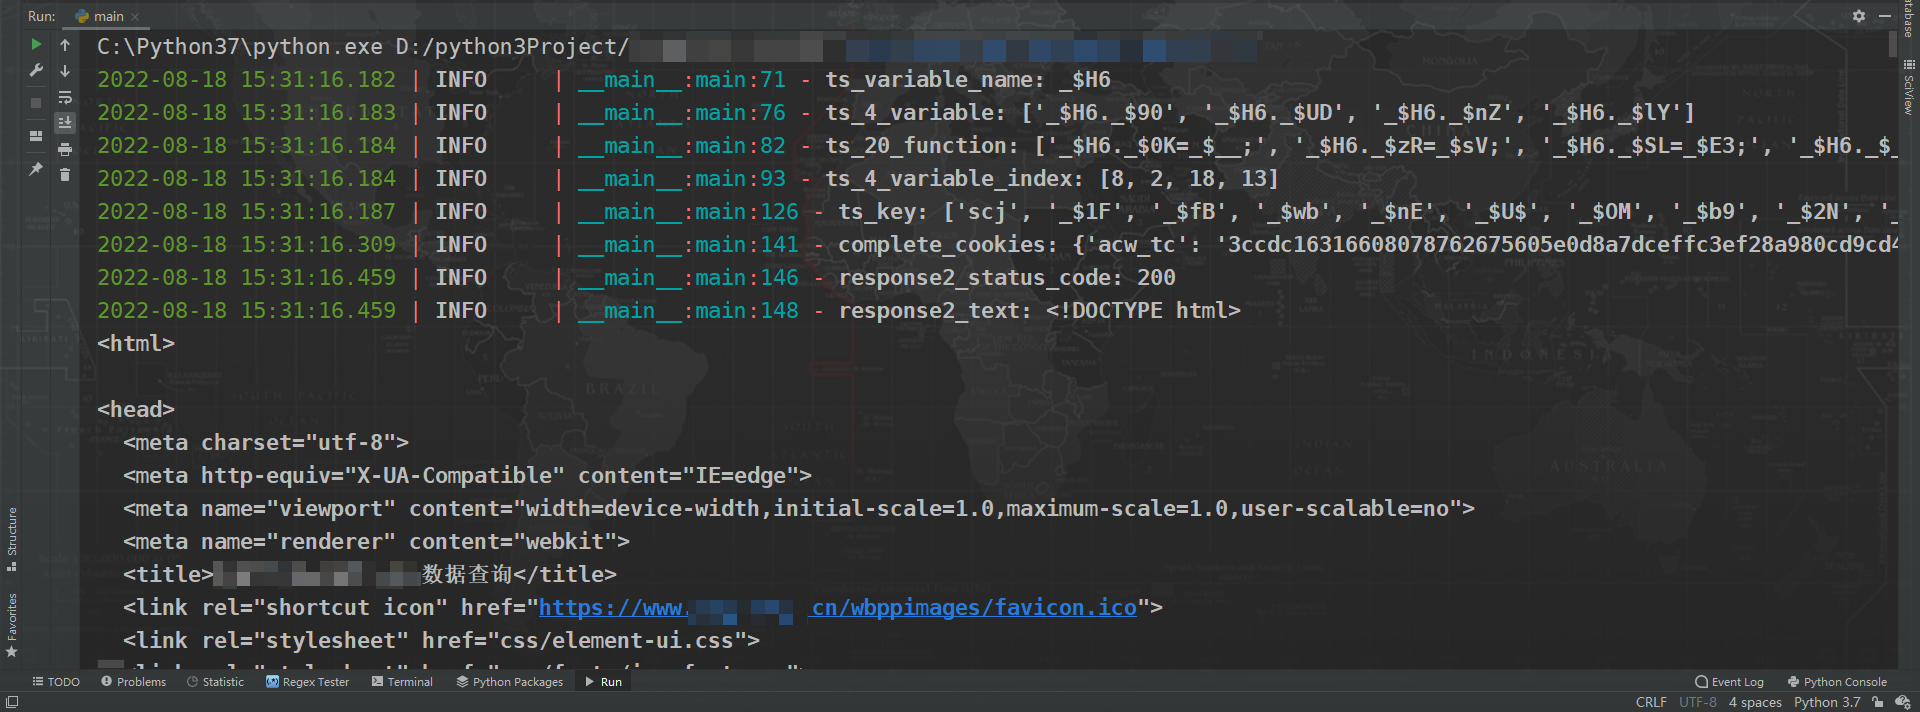 Run: main
C:\Python37\python.exe D:/python3Project/
2022-08-18 15:31:16.182 | INFO | __main__:main:71 - ts_variable_name: _$H6
2022-08-18 15:31:16.183 | INFO | __main__:main:76 - ts_4_variable: ['_$H6._$90', '_$H6._$UD', '_$H6._$nZ', '_$H6._$lY']
2022-08-18 15:31:16.184 | INFO | __main__:main:82 - ts_20_function: ['_$H6._$0K=_$__;', '_$H6._$zR=_$sV;', '_$H6._$SL=_$E3;', '_$H6._$_
2022-08-18 15:31:16.184 | INFO | __main__:main:93 - ts_4_variable_index: [8, 2, 18, 13]
2022-08-18 15:31:16.187 | INFO | __main__:main:126 - ts_key: ['scj', '_$1F', '_$fB', '_$wb', '_$nE', '_$U$', '_$OM', '_$b9', '_$2N', '_
2022-08-18 15:31:16.309 | INFO | __main__:main:141 - complete_cookies: {'acw_tc': '3ccdc16316608078762675605e0d8a7dceffc3ef28a980cd9cd4
2022-08-18 15:31:16.459 | INFO | __main__:main:146 - response2_status_code: 200
2022-08-18 15:31:16.459 | INFO | __main__:main:148 - response2_text: <!DOCTYPE html>
<html>
<head>
<meta charset="utf-8">
<meta http-equiv="X-UA-Compatible" content="IE=edge">
<meta name="viewport" content="width=device-width,initial-scale=1.0,maximum-scale=1.0,user-scalable=no">
<meta name="renderer" content="webkit">
<title>数据查询</title>
<link rel="shortcut icon" href="https://www.cn/wbppimages/favicon.ico">
<link rel="stylesheet" href="css/element-ui.css">
SciView
Structure
Favorites
TODO Problems Statistic Regex Tester Terminal Python Packages Run Event Log Python Console
CRLF UTF-8 4 spaces Python 3.7